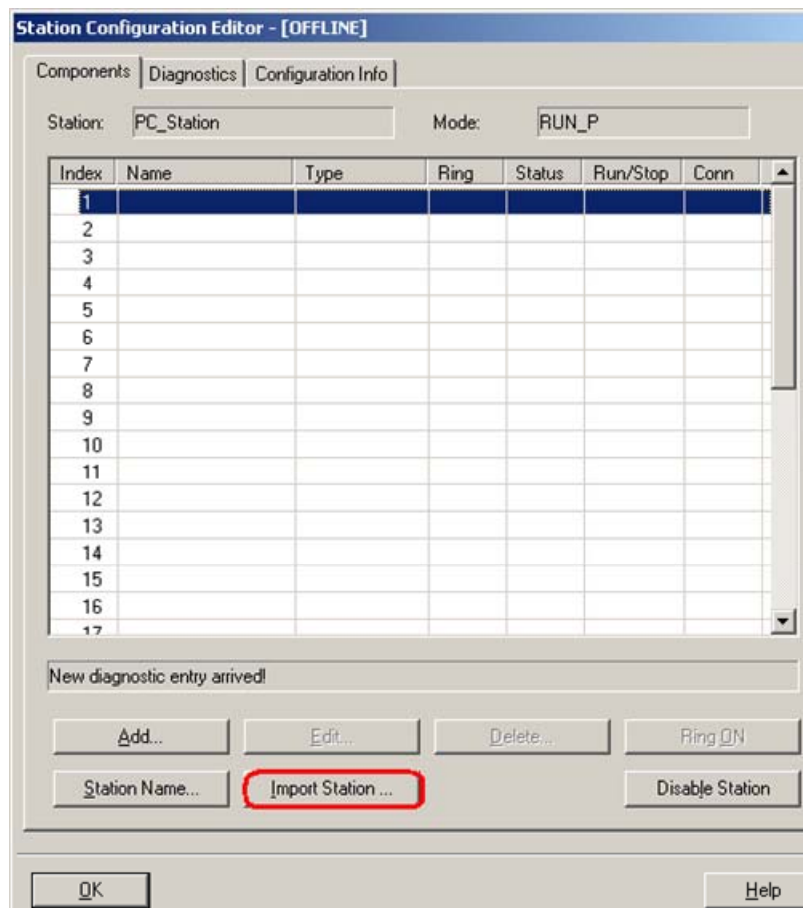 Station Configuration Editor - [OFFLINE]
Components Diagnostics Configuration Info
Station: PC_Station Mode: RUN_P
Index Name Type Ring Status Run/Stop Conn
1
2
3
4
5
6
7
8
9
10
11
12
13
14
15
16
17
New diagnostic entry arrived!
Add... Edit... Delete... Ring ON
Station Name... Import Station ... Disable Station
OK Help